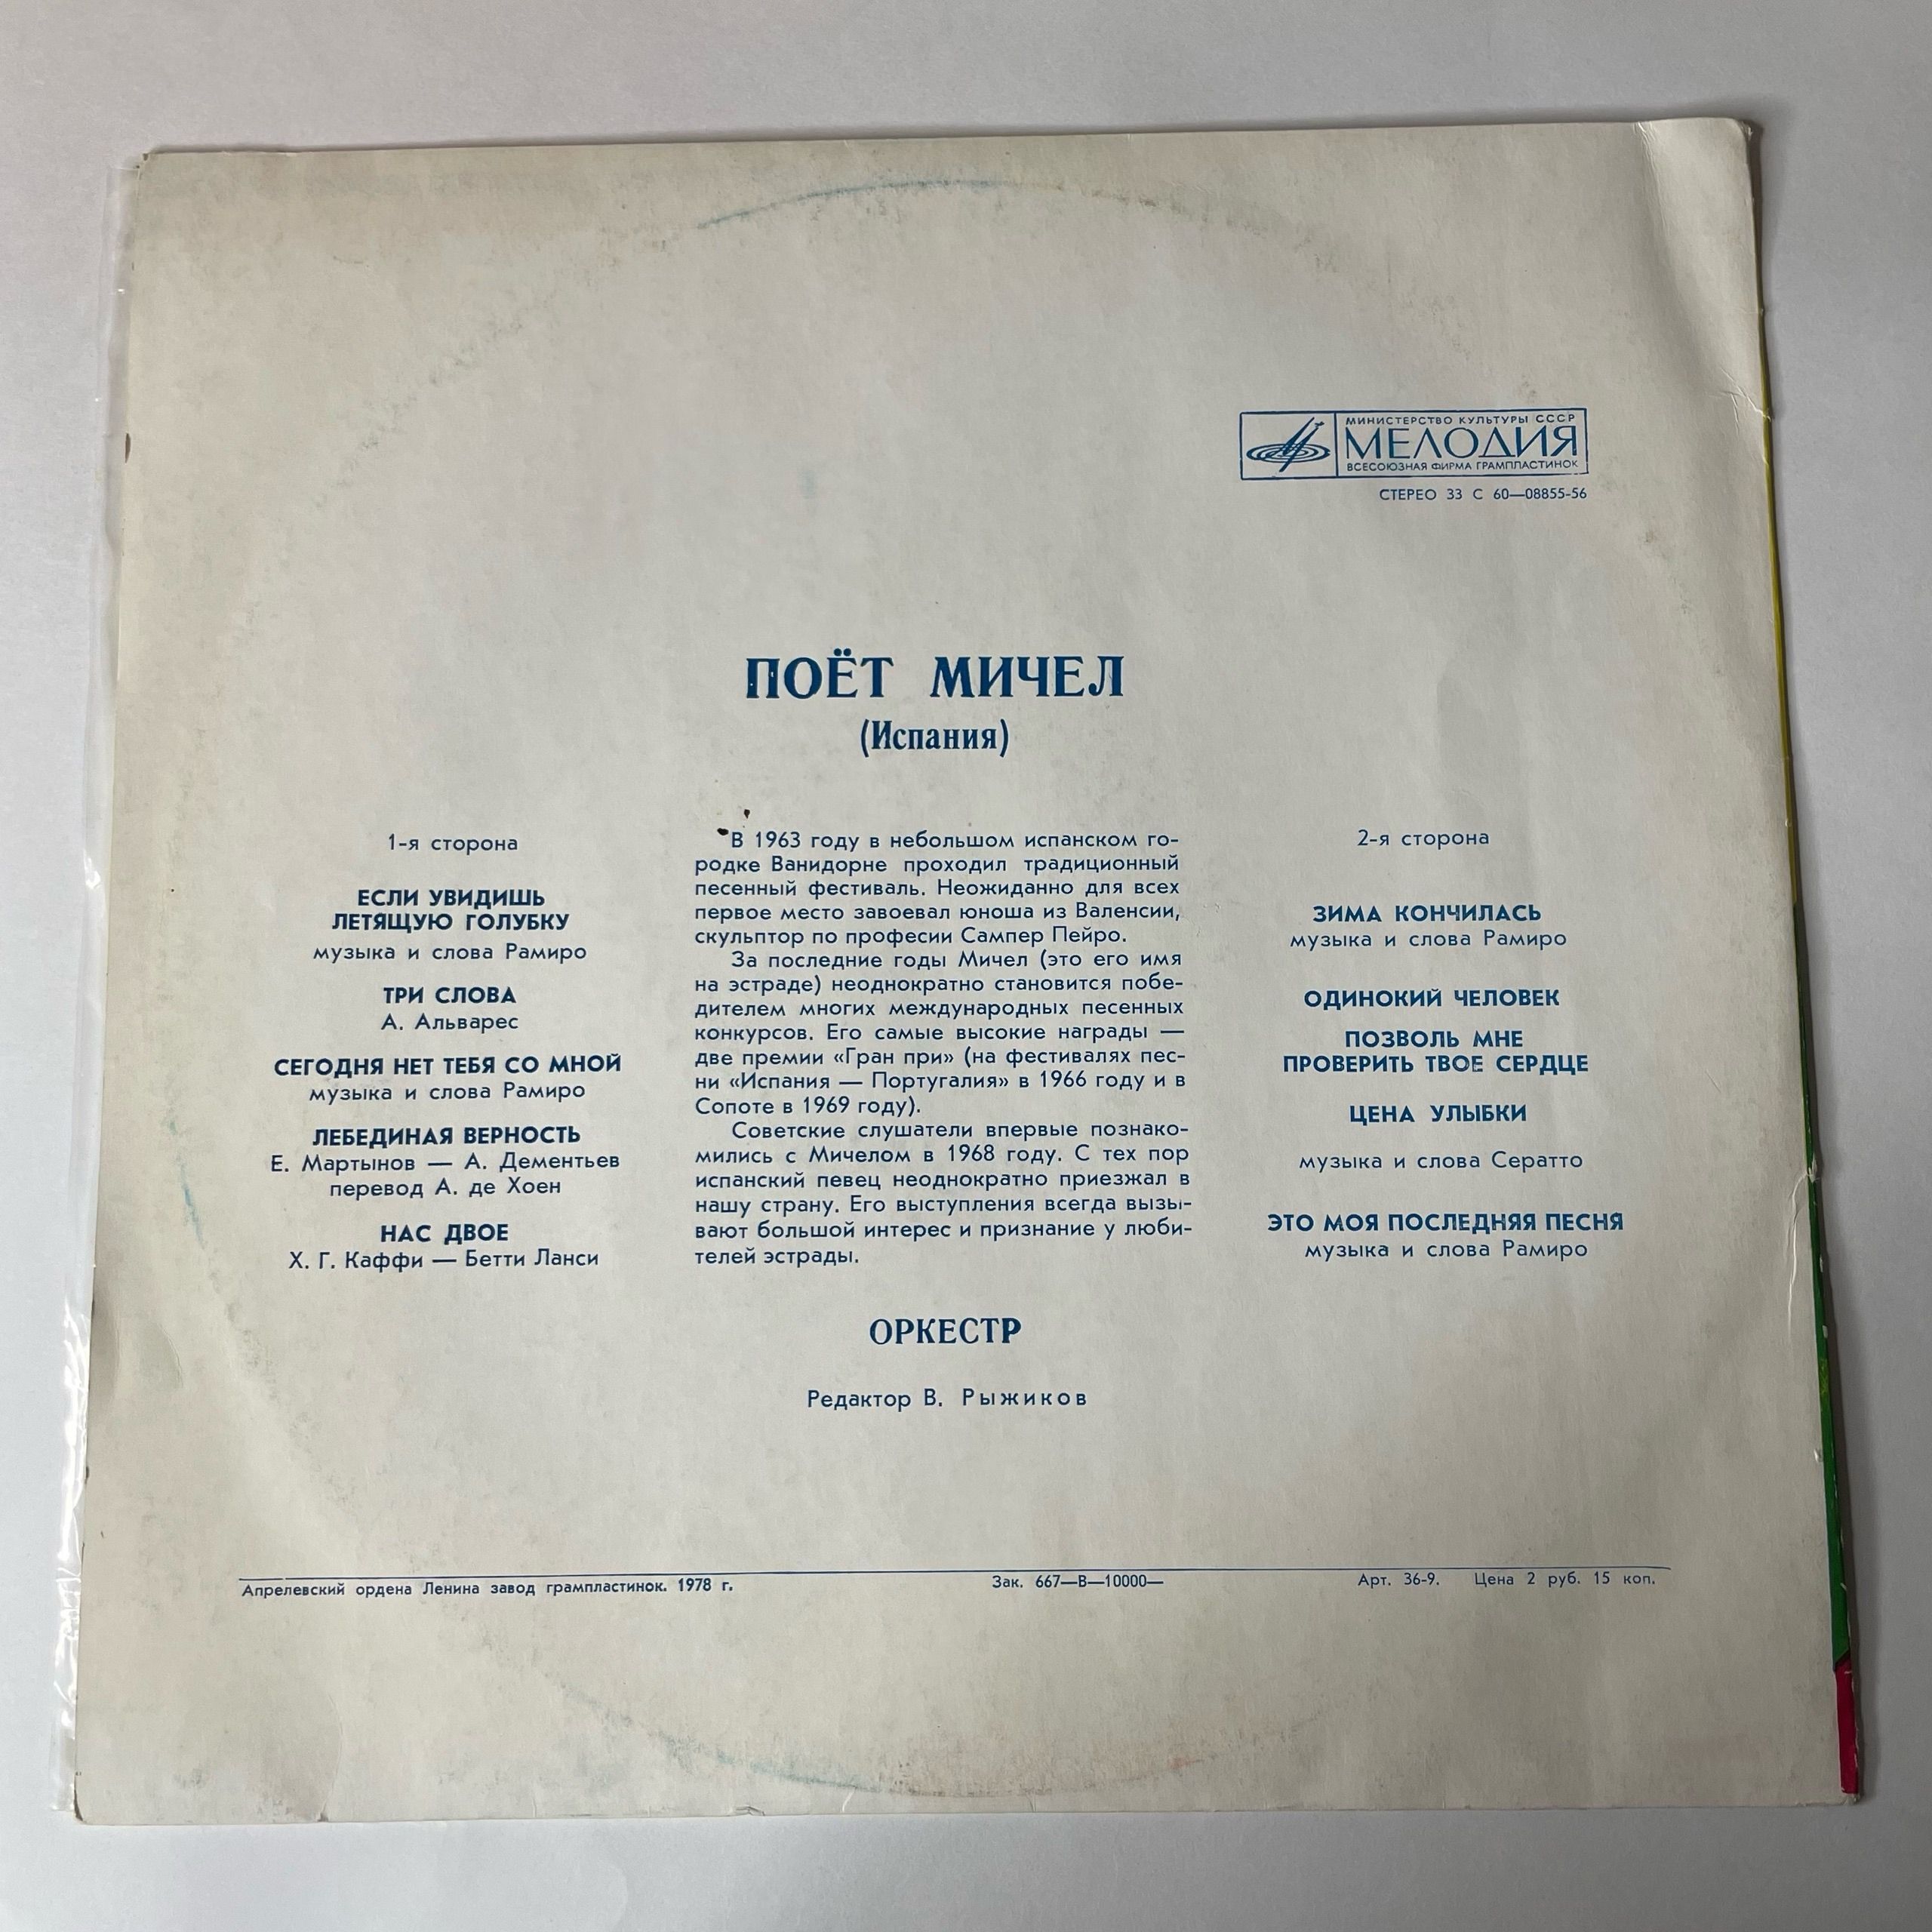 МИНИСТЕРСТВО КУЛЬТУРЫ СССР
МЕЛОДИЯ
ВСЕСОЮЗНАЯ ФИРМА ГРАМПЛАСТИНОК
СТЕРЕО 33 С 60—08855-56
ПОЁТ МИЧЕЛ
(Испания)
1-я сторона
ЕСЛИ УВИДИШЬ
ЛЕТЯЩУЮ ГОЛУБКУ
музыка и слова Рамиро
ТРИ СЛОВА
А. Альварес
СЕГОДНЯ НЕТ ТЕБЯ СО МНОЙ
музыка и слова Рамиро
ЛЕБЕДИНАЯ ВЕРНОСТЬ
Е. Мартынов — А. Дементьев
перевод А. де Хоен
НАС ДВОЕ
Х. Г. Каффи — Бетти Ланси
В 1963 году в небольшом испанском го-
родке Ванидорне проходил традиционный
песенный фестиваль. Неожиданно для всех
первое место завоевал юноша из Валенсии,
скульптор по професии Сампер Пейро.
За последние годы Мичел (это его имя
на эстраде) неоднократно становится побе-
дителем многих международных песенных
конкурсов. Его самые высокие награды —
две премии «Гран при» (на фестивалях пес-
ни «Испания — Португалия» в 1966 году и в
Сопоте в 1969 году).
Советские слушатели впервые познако-
мились с Мичелом в 1968 году. С тех пор
испанский певец неоднократно приезжал в
нашу страну. Его выступления всегда вызы-
вают большой интерес и признание у люби-
телей эстрады.
2-я сторона
ЗИМА КОНЧИЛАСЬ
музыка и слова Рамиро
ОДИНОКИЙ ЧЕЛОВЕК
ПОЗВОЛЬ МНЕ
ПРОВЕРИТЬ ТВОЕ СЕРДЦЕ
ЦЕНА УЛЫБКИ
музыка и слова Сератто
ЭТО МОЯ ПОСЛЕДНЯЯ ПЕСНЯ
музыка и слова Рамиро
ОРКЕСТР
Редактор В. Рыжиков
Апрелевский ордена Ленина завод грампластинок. 1978 г.
Зак. 667—В—10000—
Арт. 36-9. Цена 2 руб. 15 коп.